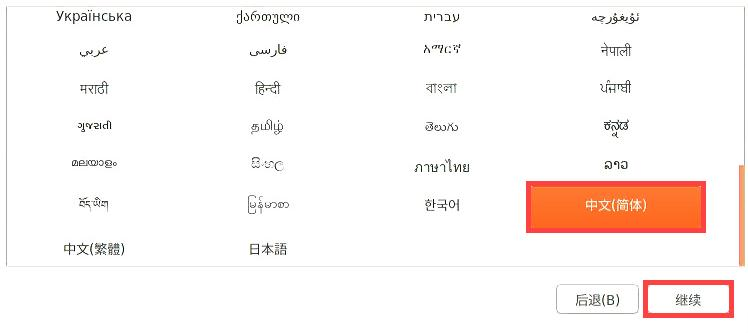 Українська ქართული עברית ئۇيغۇرچە
عربي فارسی አማርኛ नेपाली
मराठी हिन्दी বাংলা ਪੰਜਾਬੀ
ગુજરાતી தமிழ் తెలుగు ಕನ್ನಡ
മലയാളം සිංහල ภาษาไทย ລາວ
བོད་ཡིག မြန်မာစာ 한국어 中文(简体)
中文(繁體) 日本語
后退(B) 继续